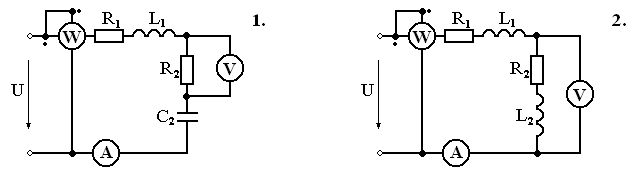 1.
W R₁ L₁
R₂ V
U
C₂
A
2.
W R₁ L₁
R₂
V
U
L₂
A